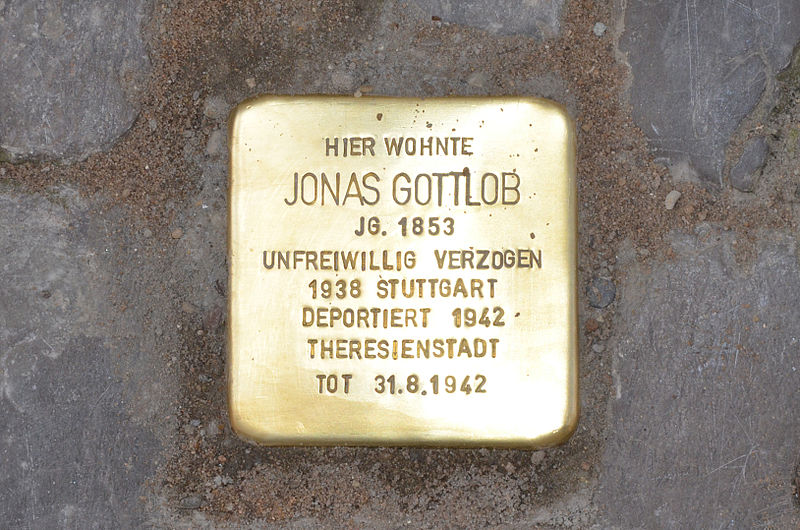 HIER WOHNTE
JONAS GOTTLOB
JG. 1853
UNFREIWILLIG VERZOGEN
1938 STUTTGART
DEPORTIERT 1942
THERESIENSTADT
TOT 31.8.1942